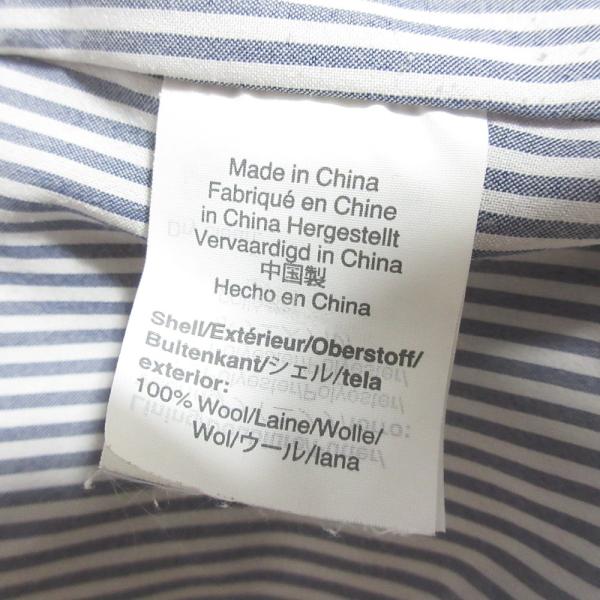 Made in China
Fabriqué en Chine
in China Hergestellt
Vervaardigd in China
中国製
Hecho en China
Shell/Extérieur/Oberstoff/
Bultenkant/シェル/tela
exterior:
100% Wool/Laine/Wolle/
Wol/ウール/lana